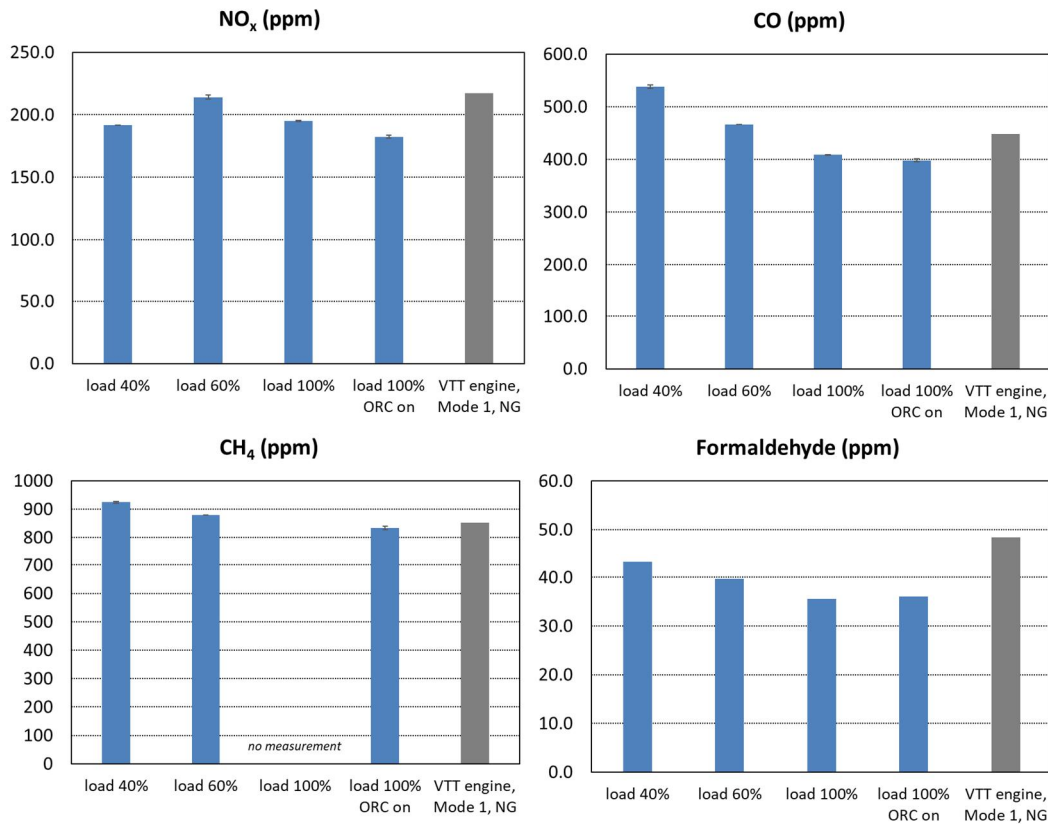 NOₓ (ppm)
250.0
200.0
150.0
100.0
50.0
0.0
load 40%
load 60%
load 100%
load 100%
ORC on
VTT engine,
Mode 1, NG
CO (ppm)
600.0
500.0
400.0
300.0
200.0
100.0
0.0
load 40%
load 60%
load 100%
load 100%
ORC on
VTT engine,
Mode 1, NG
CH₄ (ppm)
1000
900
800
700
600
500
400
300
200
100
0
no measurement
load 40%
load 60%
load 100%
load 100%
ORC on
VTT engine,
Mode 1, NG
Formaldehyde (ppm)
60.0
50.0
40.0
30.0
20.0
10.0
0.0
load 40%
load 60%
load 100%
load 100%
ORC on
VTT engine,
Mode 1, NG